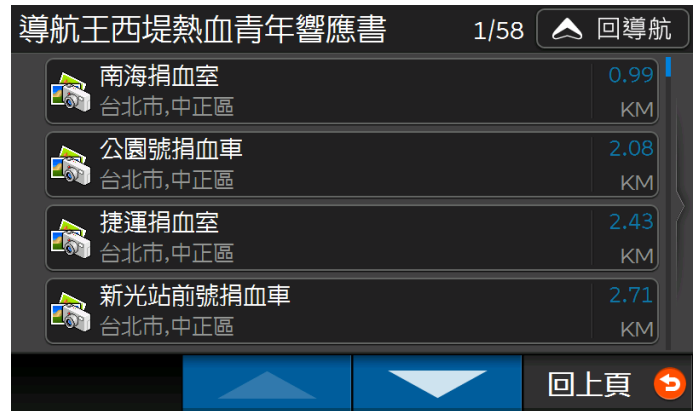 導航王西堤熱血青年響應書 1/58 回導航
南海捐血室 0.99
台北市,中正區 KM
公園號捐血車 2.08
台北市,中正區 KM
捷運捐血室 2.43
台北市,中正區 KM
新光站前號捐血車 2.71
台北市,中正區 KM
回上頁